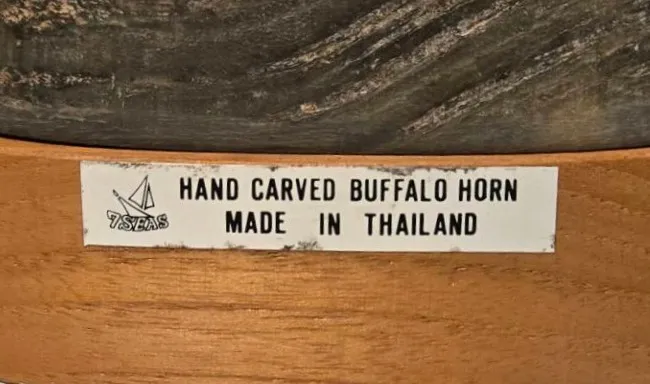 HAND CARVED BUFFALO HORN
7SEAS
MADE IN THAILAND